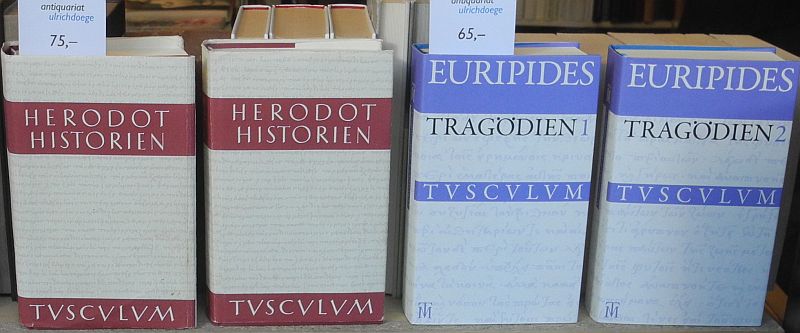 antiquariat
ulrichdoege
75,–
HERODOT
HISTORIEN
TVSCVLVM
HERODOT
HISTORIEN
TVSCVLVM
antiquariat
ulrichdoege
65,–
EURIPIDES
TRAGÖDIEN 1
TVSCVLVM
EURIPIDES
TRAGÖDIEN 2
TVSCVLVM